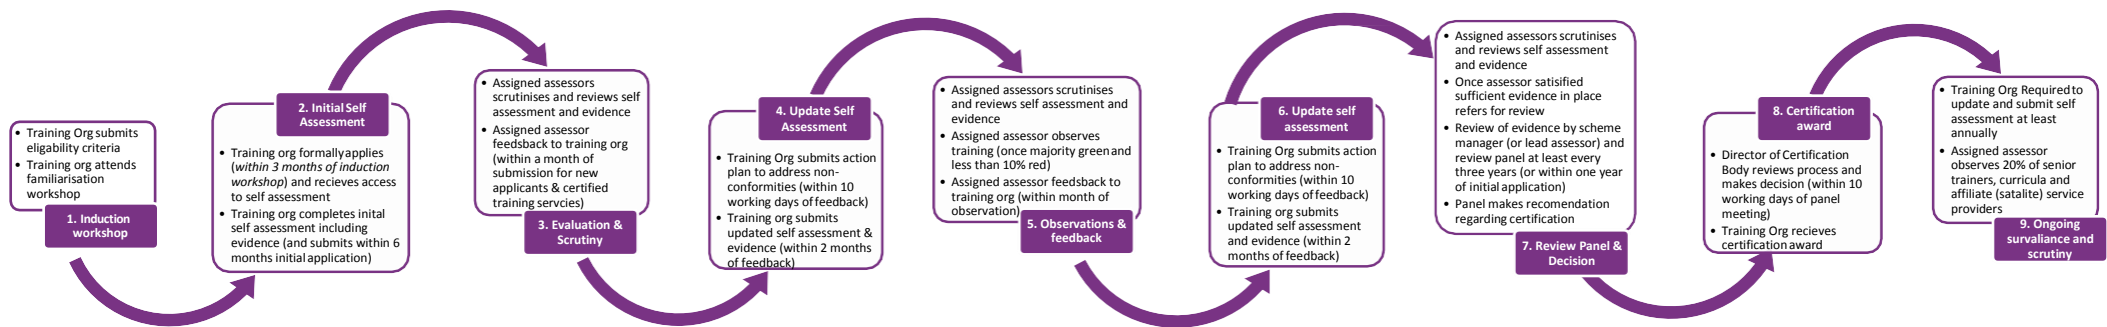 • Training Org submits
eligability criteria
• Training org attends
familiarisation
workshop
1. Induction
workshop
2. Initial Self
Assessment
• Training org formally applies
(within 3 months of induction
workshop) and recieves access
to self assessment
• Training org completes inital
self assessment including
evidence (and submits within 6
months initial application)
• Assigned assessors
scrutinises and reviews self
assessment and evidence
• Assigned assessor
feedsback to training org
(within a month of
submission for new
applicants & certified
training servcies)
3. Evaluation &
Scrutiny
4. Update Self
Assessment
• Training Org submits action
plan to address non-
conformities (within 10
working days of feedback)
• Training org submits
updated self assessment &
evidence (within 2 months
of feedback)
• Assigned assessors scrutinises
and reviews self assessment and
evidence
• Assigned assessor observes
training (once majority green and
less than 10% red)
• Assigned assessor feedsback to
training org (within month of
observation)
5. Observations &
feedback
6. Update self
assessment
• Training Org submits action
plan to address non-
conformities (within 10
working days of feedback)
• Training org submits
updated self assessment
and evidence (within 2
months of feedback)
• Assigned assessors scrutinises
and reviews self assessment
and evidence
• Once assessor satisified
sufficient evidence in place
refers for review
• Review of evidence by scheme
manager (or lead assessor) and
review panel at least every
three years (or within one year
of initial application)
• Panel makes recomendation
regarding certification
7. Review Panel &
Decision
8. Certification
award
• Director of Certification
Body reviews process and
makes decision (within 10
working days of panel
meeting)
• Training Org recieves
certification award
• Training Org Required to
update and submit self
assessment at least
annually
• Assigned assessor
observes 20% of senior
trainers, curricula and
affiliate (satalite) service
providers
9. Ongoing
survaliance and
scrutiny